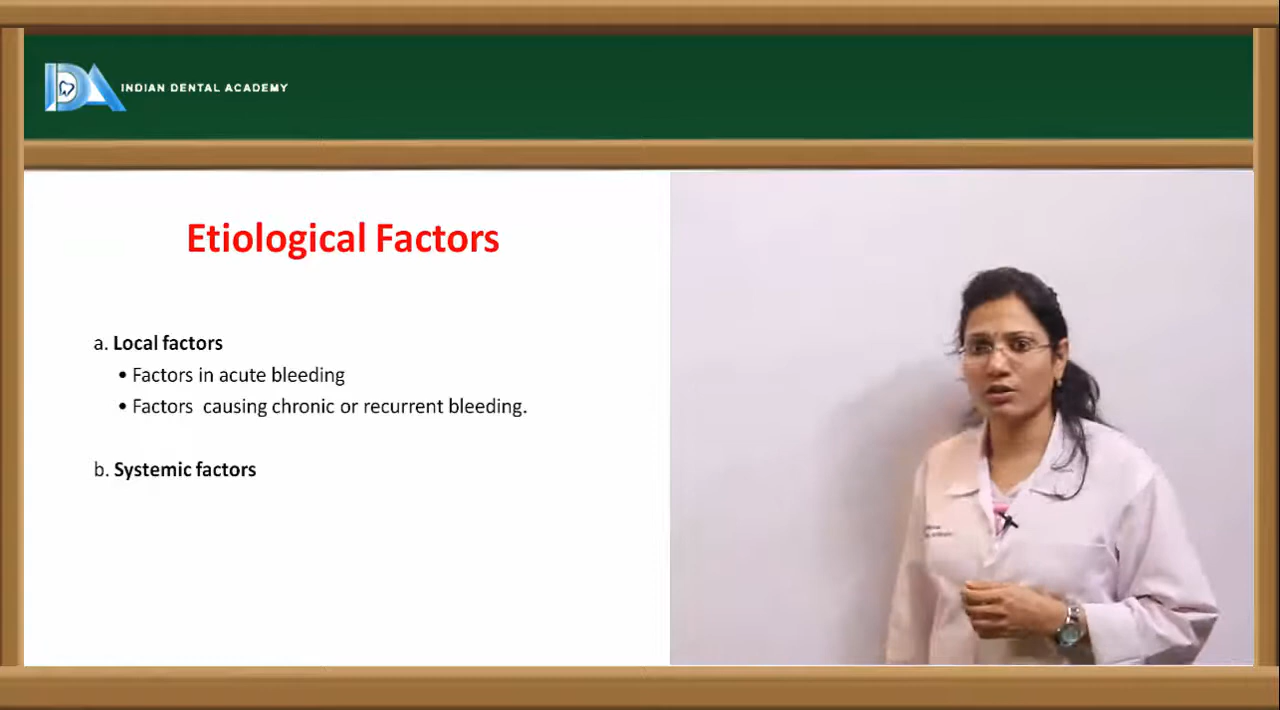 INDIAN DENTAL ACADEMY
Etiological Factors
a. Local factors
• Factors in acute bleeding
• Factors causing chronic or recurrent bleeding.
b. Systemic factors